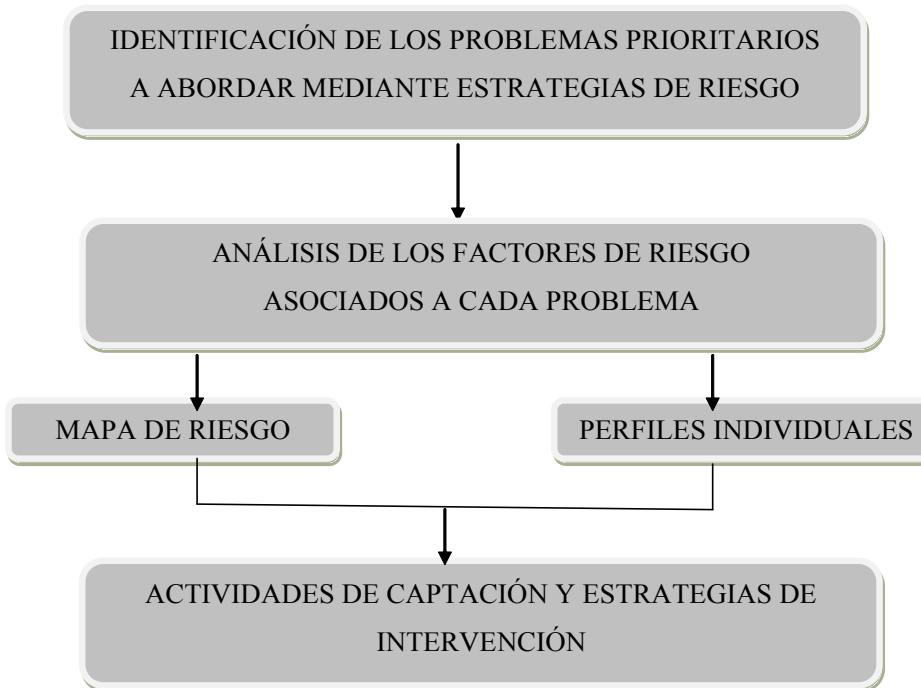 IDENTIFICACIÓN DE LOS PROBLEMAS PRIORITARIOS
A ABORDAR MEDIANTE ESTRATEGIAS DE RIESGO
ANÁLISIS DE LOS FACTORES DE RIESGO
ASOCIADOS A CADA PROBLEMA
MAPA DE RIESGO
PERFILES INDIVIDUALES
ACTIVIDADES DE CAPTACIÓN Y ESTRATEGIAS DE
INTERVENCIÓN